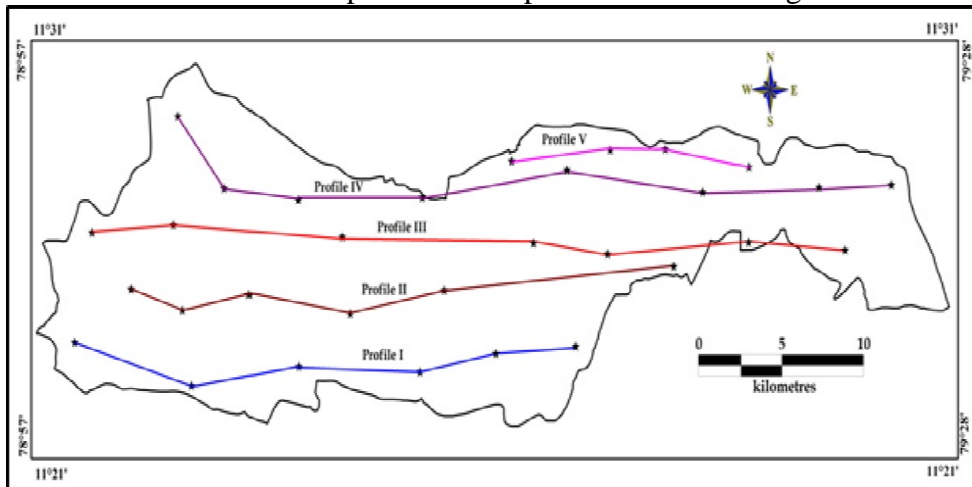 11°31' 11°31'
78°57' 79°28'
N
W E
S
Profile V
Profile IV
Profile III
Profile II
Profile I
0 5 10
kilometres
78°57' 79°28'
11°21' 11°21'